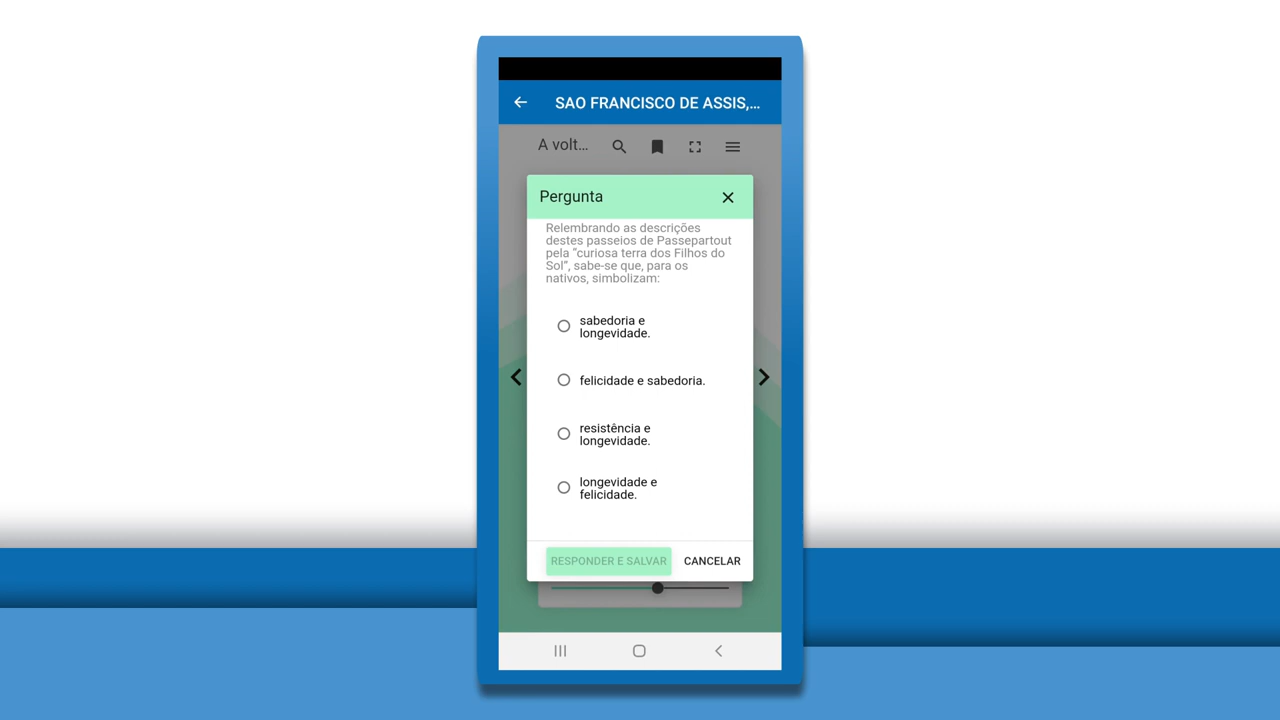 SAO FRANCISCO DE ASSIS,...
A volt...
Pergunta
Relembrando as descrições
destes passeios de Passepartout
pela “curiosa terra dos Filhos do
Sol”, sabe-se que, para os
nativos, simbolizam:
sabedoria e
longevidade.
felicidade e sabedoria.
resistência e
longevidade.
longevidade e
felicidade.
RESPONDER E SALVAR
CANCELAR